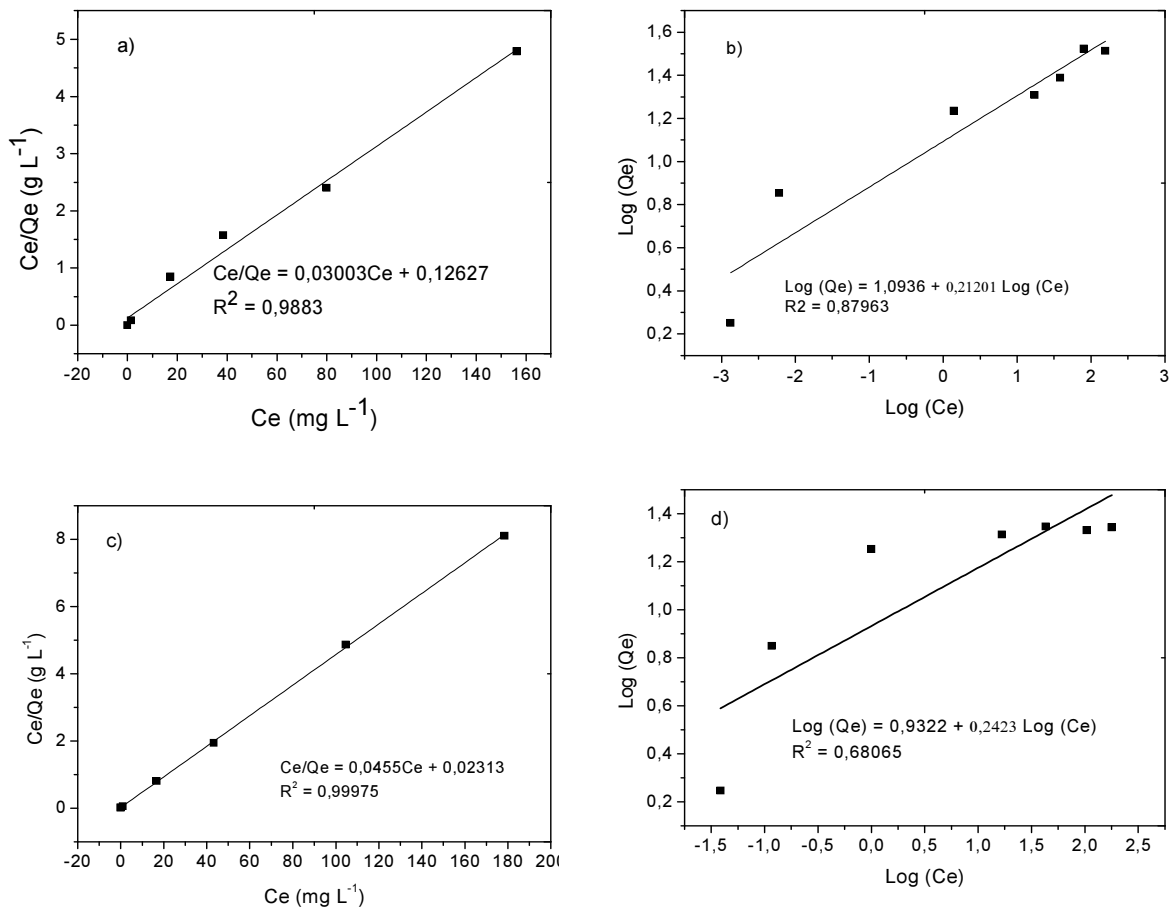 a)
5
4
3
2
1
0
Ce/Qe (g L-1)
Ce/Qe = 0,03003Ce + 0,12627
R2 = 0,9883
-20 0 20 40 60 80 100 120 140 160
Ce (mg L-1)
b)
1,6
1,4
1,2
1,0
0,8
0,6
0,4
0,2
Log (Qe)
Log (Qe) = 1,0936 + 0,21201 Log (Ce)
R2 = 0,87963
-3 -2 -1 0 1 2 3
Log (Ce)
c)
8
6
4
2
0
Ce/Qe (g L-1)
Ce/Qe = 0,0455Ce + 0,02313
R2 = 0,99975
-20 0 20 40 60 80 100 120 140 160 180 200
Ce (mg L-1)
d)
1,4
1,2
1,0
0,8
0,6
0,4
0,2
Log (Qe)
Log (Qe) = 0,9322 + 0,2423 Log (Ce)
R2 = 0,68065
-1,5 -1,0 -0,5 0,0 0,5 1,0 1,5 2,0 2,5
Log (Ce)